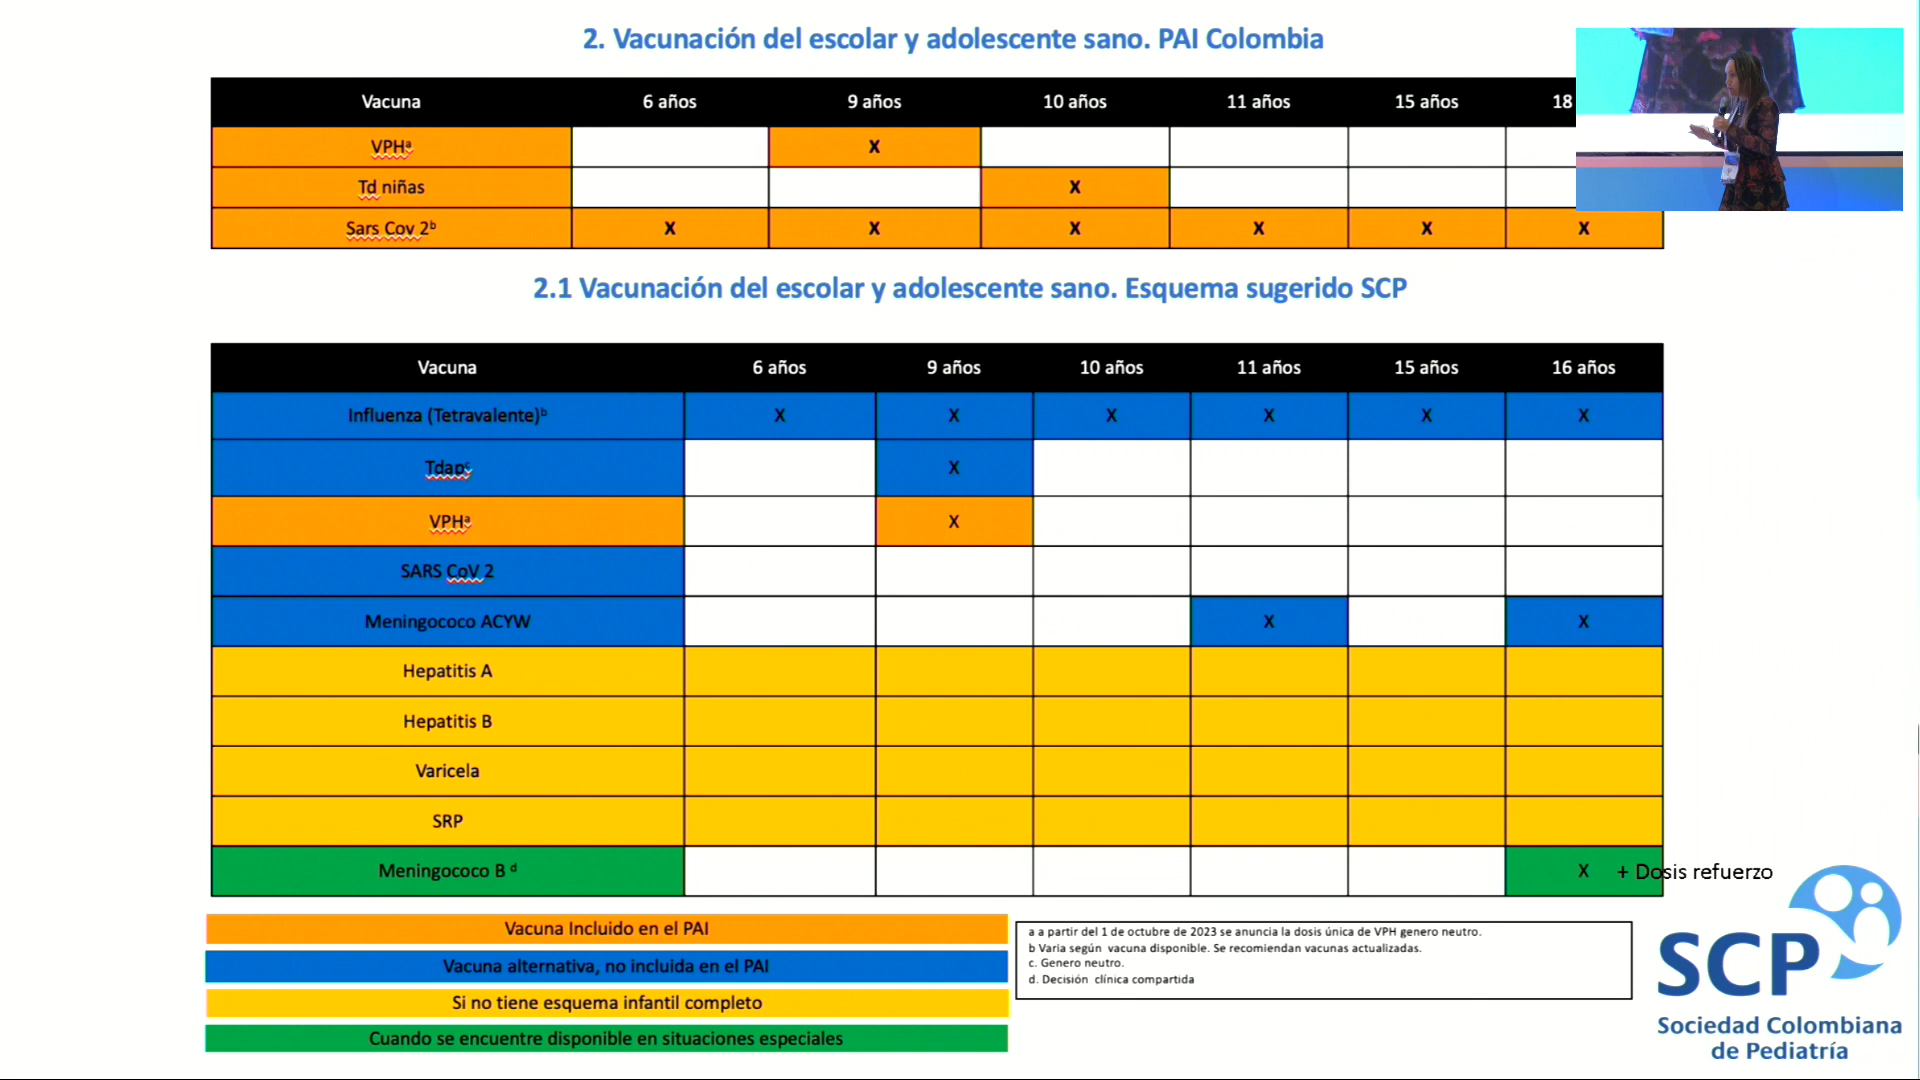 2. Vacunación del escolar y adolescente sano. PAI Colombia
Vacuna 6 años 9 años 10 años 11 años 15 años 18
VPHᵃ X
Td niñas X
Sars Cov 2ᵇ X X X X X X
2.1 Vacunación del escolar y adolescente sano. Esquema sugerido SCP
Vacuna 6 años 9 años 10 años 11 años 15 años 16 años
Influenza (Tetravalente)ᵇ X X X X X X
Tdapᶜ X
VPHᵃ X
SARS CoV 2
Meningococo ACYW X X
Hepatitis A
Hepatitis B
Varicela
SRP
Meningococo B ᵈ X + Dosis refuerzo
Vacuna Incluido en el PAI
Vacuna alternativa, no incluida en el PAI
Si no tiene esquema infantil completo
Cuando se encuentre disponible en situaciones especiales
a a partir del 1 de octubre de 2023 se anuncia la dosis única de VPH genero neutro.
b Varia según vacuna disponible. Se recomiendan vacunas actualizadas.
c. Genero neutro.
d. Decisión clínica compartida
SCP
Sociedad Colombiana
de Pediatría